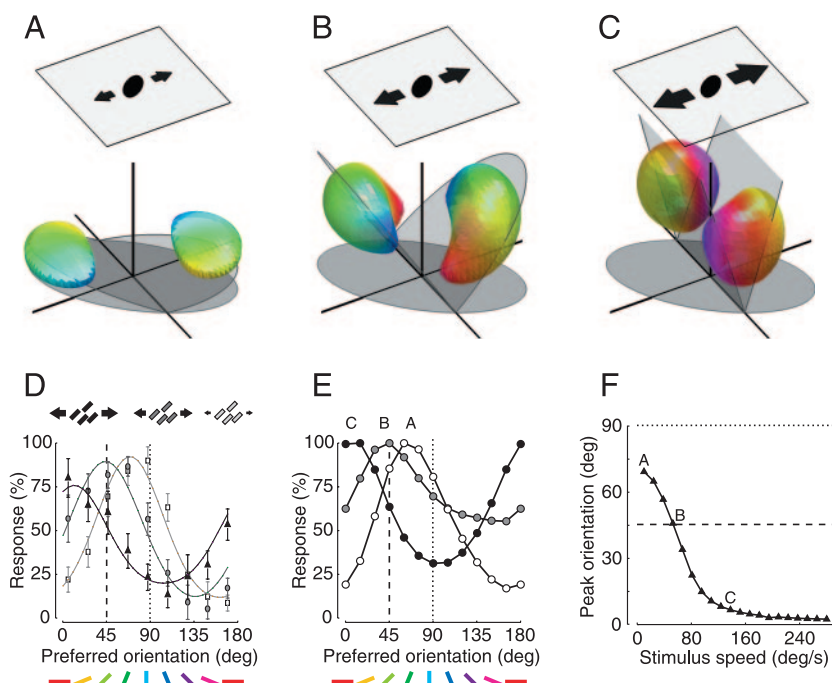 A
B
C
D
E
F
100
75
50
25
0
Response (%)
0
45
90
135
180
Preferred orientation (deg)
C
B
A
100
75
50
25
0
Response (%)
0
45
90
135
180
Preferred orientation (deg)
90
60
30
0
Peak orientation (deg)
A
B
C
0
80
160
240
Stimulus speed (deg/s)